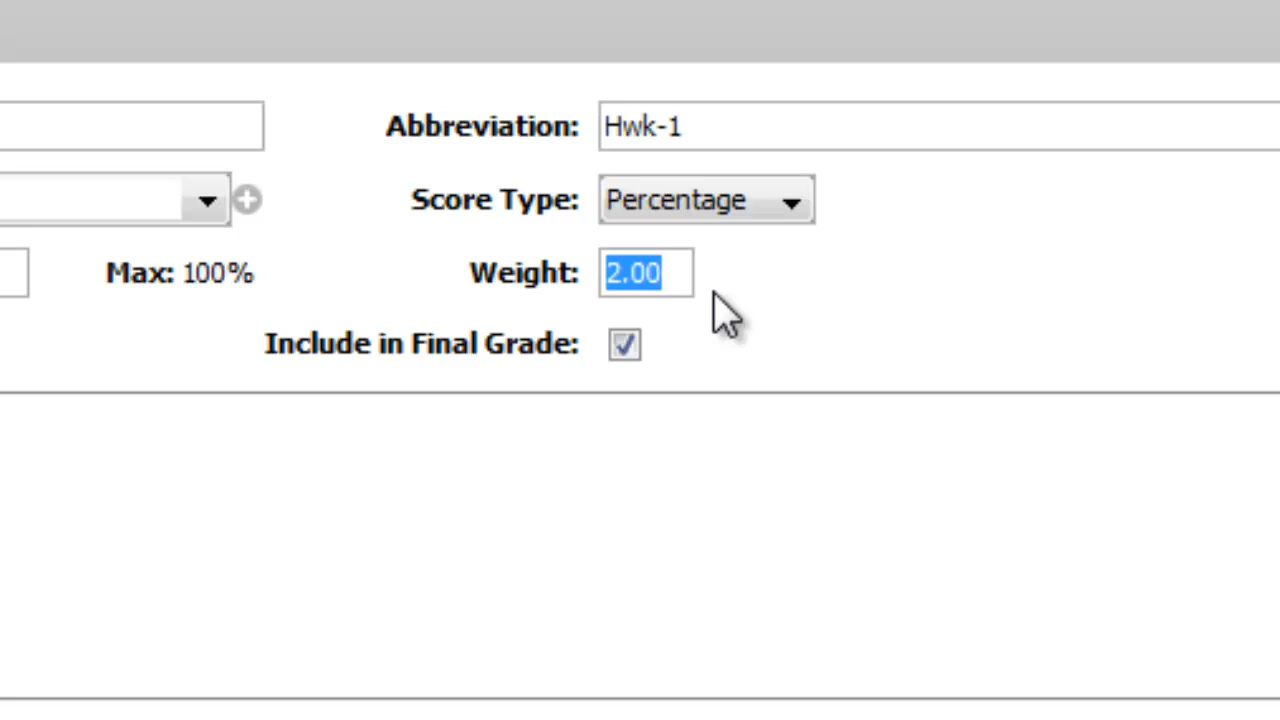 Abbreviation: Hwk-1
Score Type: Percentage
Max: 100% Weight: 2.00
Include in Final Grade: